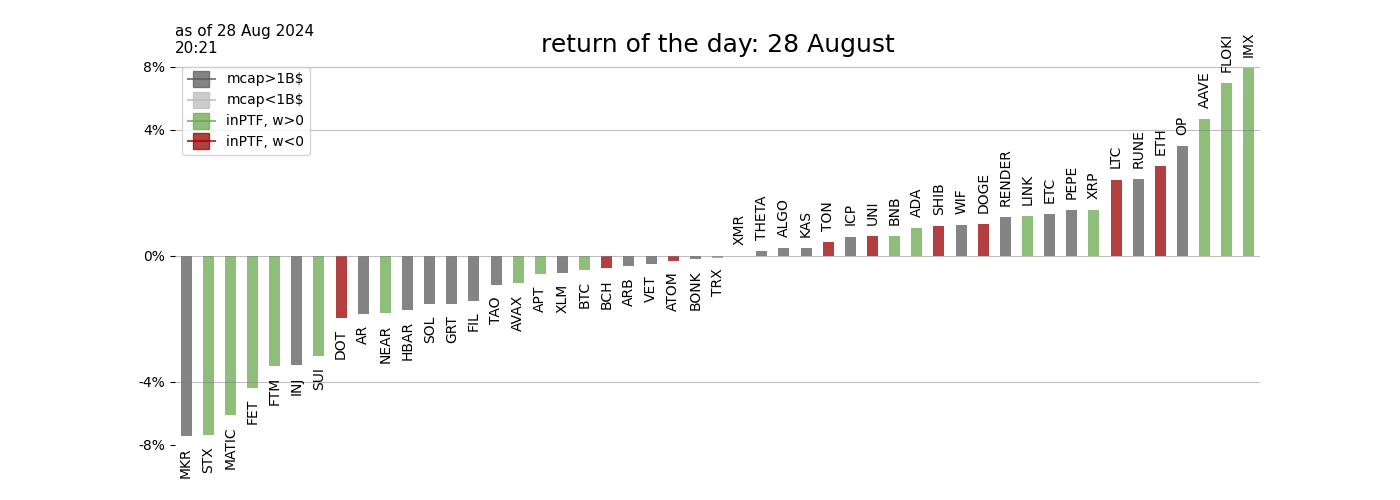 as of 28 Aug 2024
20:21
return of the day: 28 August
mcap>1B$
mcap<1B$
inPTF, w>0
inPTF, w<0
8%
4%
0%
-4%
-8%
MKR
STX
MATIC
FET
FTM
INJ
SUI
DOT
AR
NEAR
HBAR
SOL
GRT
FIL
TAO
AVAX
APT
XLM
BTC
BCH
ARB
VET
ATOM
BONK
TRX
XMR
THETA
ALGO
KAS
TON
ICP
UNI
BNB
ADA
SHIB
WIF
DOGE
RENDER
LINK
ETC
PEPE
XRP
LTC
RUNE
ETH
OP
AAVE
FLOKI
IMX